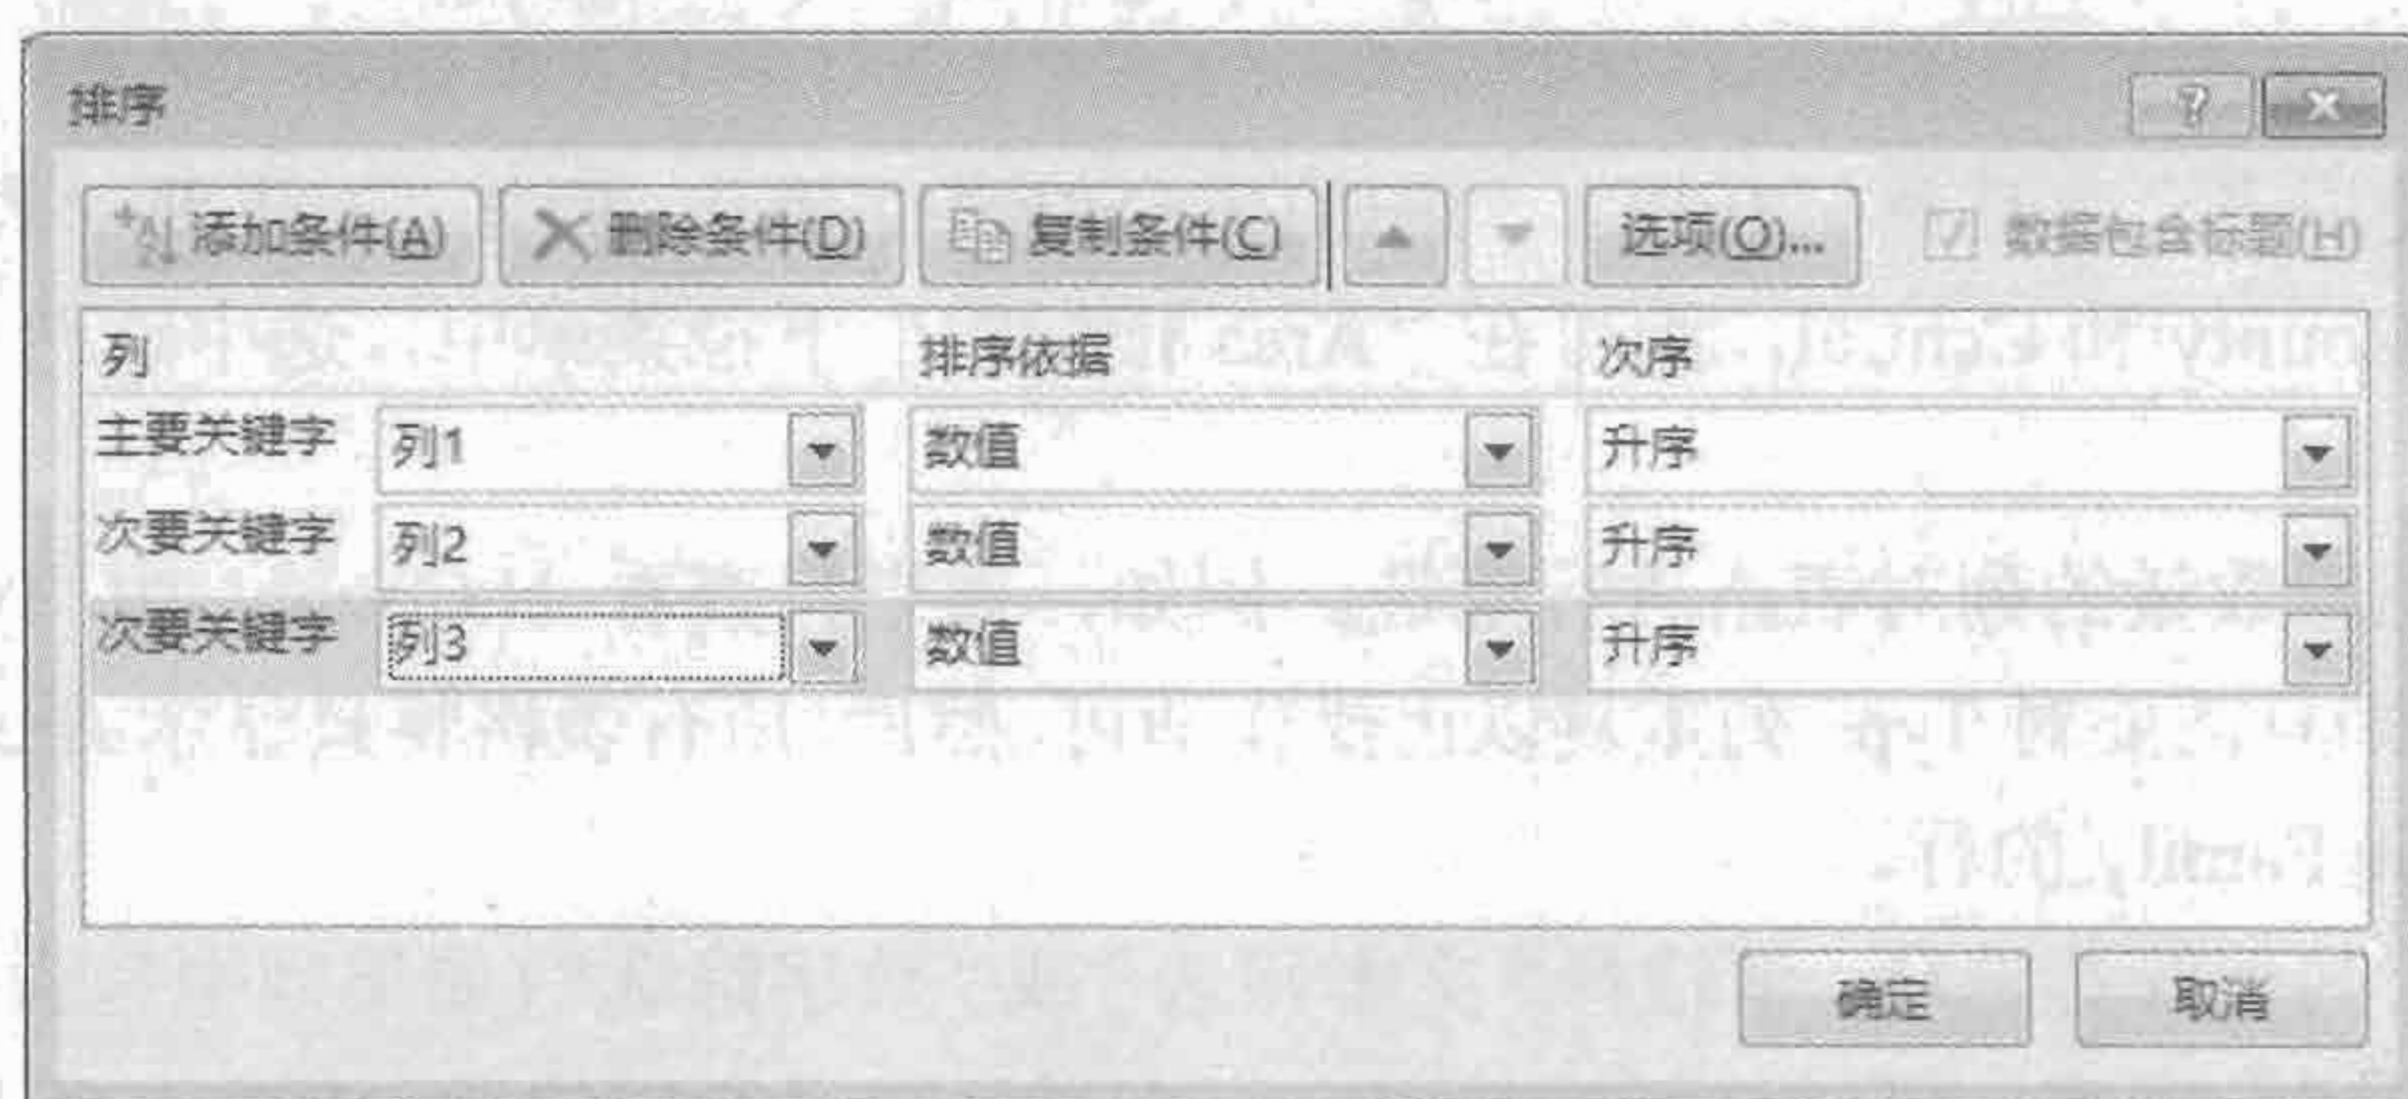 排序
添加条件(A) 删除条件(D) 复制条件(C) 选项(O)... 数据包含标题(H)
列 排序依据 次序
主要关键字 列1 数值 升序
次要关键字 列2 数值 升序
次要关键字 列3 数值 升序
确定 取消